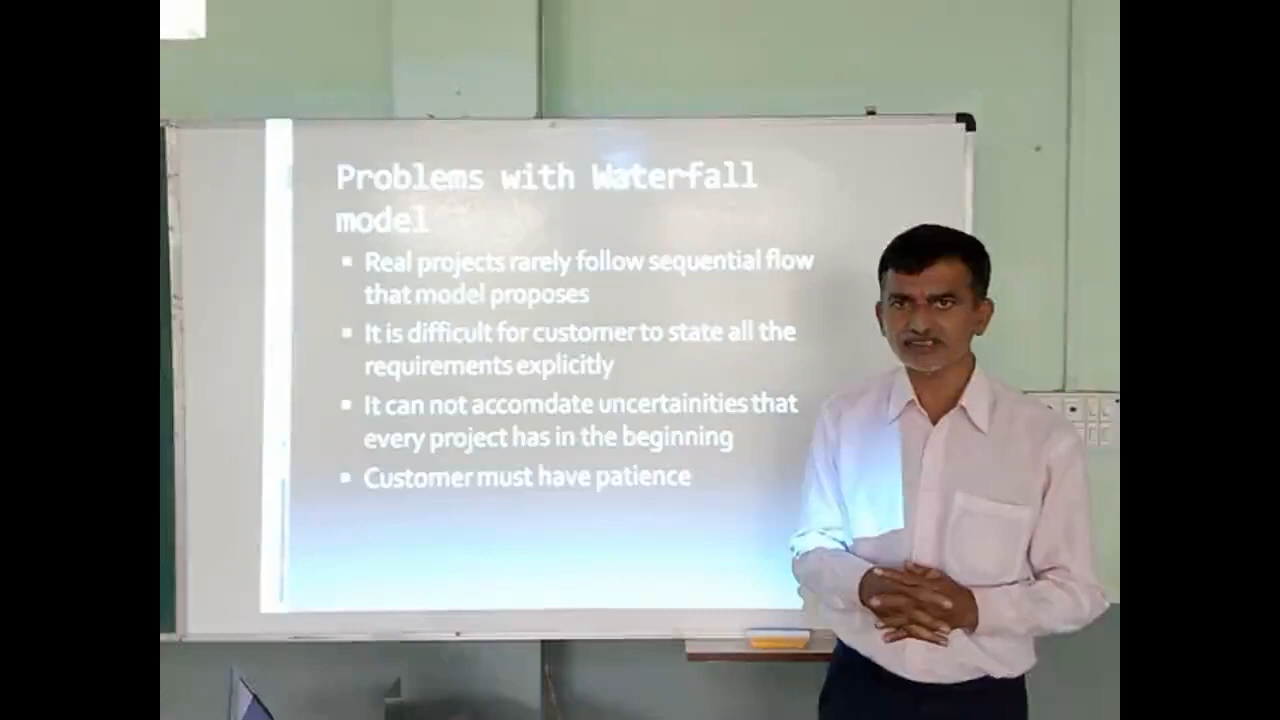 Problems with Waterfall
model
▪ Real projects rarely follow sequential flow
that model proposes
▪ It is difficult for customer to state all the
requirements explicitly
▪ It can not accomdate uncertainities that
every project has in the beginning
▪ Customer must have patience